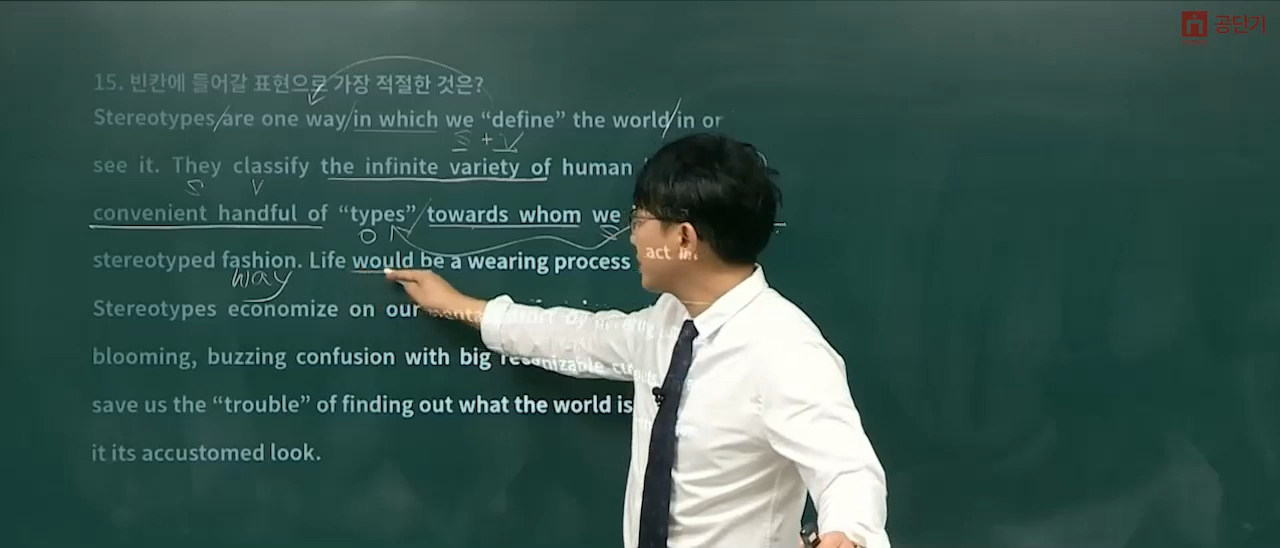 공단기
15. 빈칸에 들어갈 표현으로 가장 적절한 것은?
Stereotypes are one way in which we “define” the world in or
S + V
see it. They classify the infinite variety of human
S V
convenient handful of “types” towards whom we
O S
stereotyped fashion. Life would be a wearing process act in
way
Stereotypes economize on our
blooming, buzzing confusion with big recognizable
save us the “trouble” of finding out what the world is
it its accustomed look.